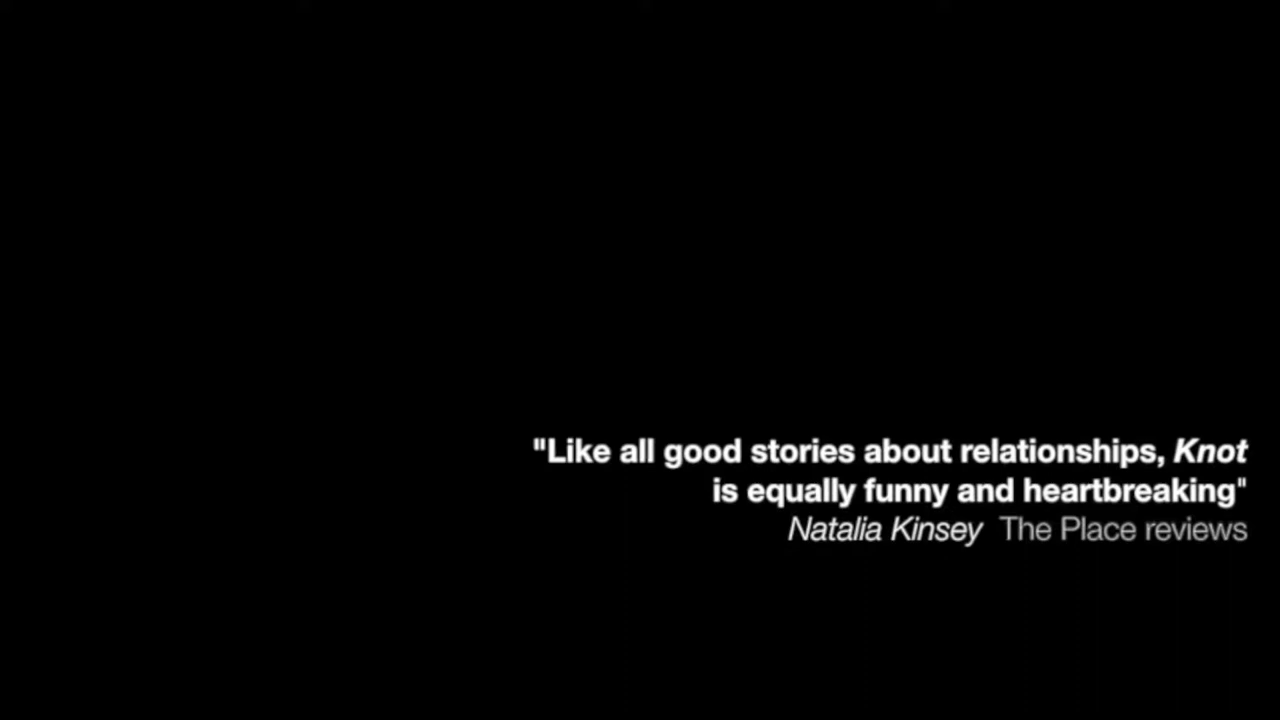 "Like all good stories about relationships, Knot
is equally funny and heartbreaking"
Natalia Kinsey  The Place reviews